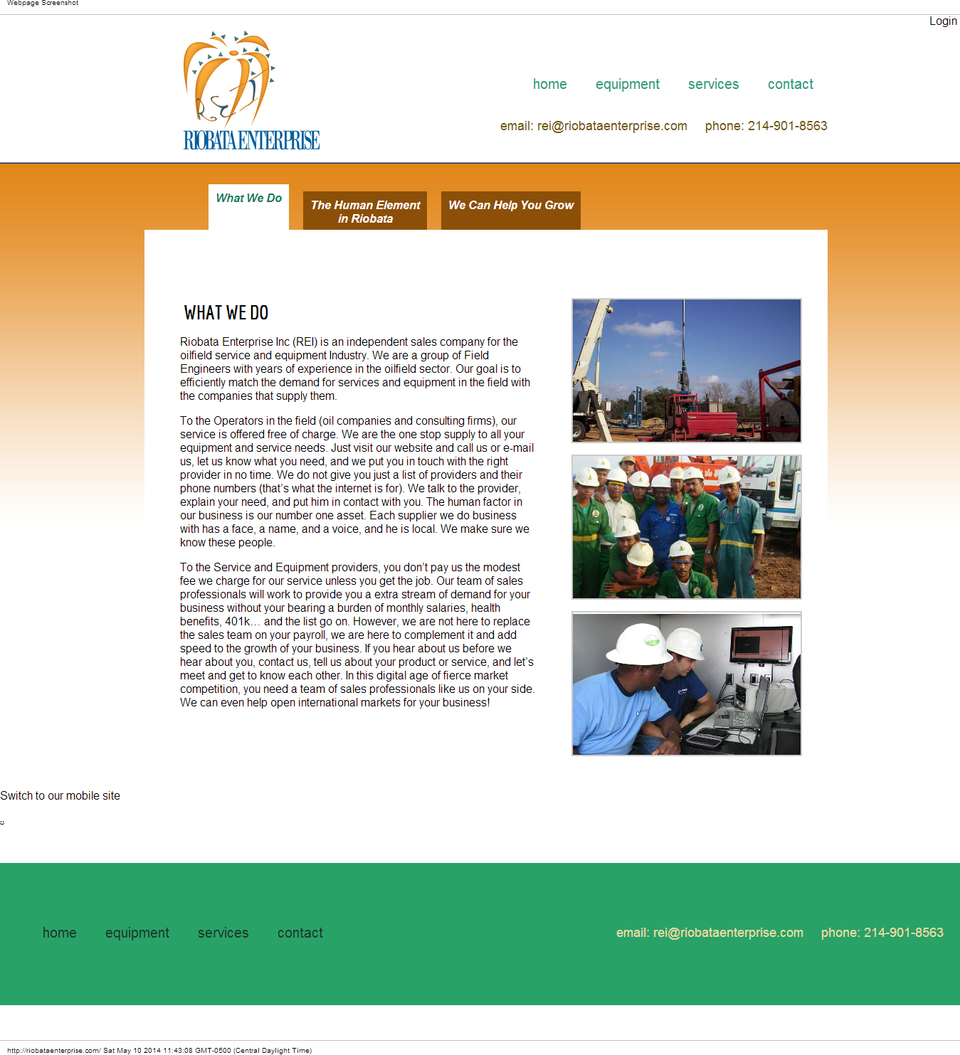 Webpage Screenshot
Login
RIOBATA ENTERPRISE
home equipment services contact
email: rei@riobataenterprise.com phone: 214-901-8563
What We Do
The Human Element
in Riobata
We Can Help You Grow
WHAT WE DO
Riobata Enterprise Inc (REI) is an independent sales company for the
oilfield service and equipment Industry. We are a group of Field
Engineers with years of experience in the oilfield sector. Our goal is to
efficiently match the demand for services and equipment in the field with
the companies that supply them.
To the Operators in the field (oil companies and consulting firms), our
service is offered free of charge. We are the one stop supply to all your
equipment and service needs. Just visit our website and call us or e-mail
us, let us know what you need, and we put you in touch with the right
provider in no time. We do not give you just a list of providers and their
phone numbers (that's what the internet is for). We talk to the provider,
explain your need, and put him in contact with you. The human factor in
our business is our number one asset. Each supplier we do business
with has a face, a name, and a voice, and he is local. We make sure we
know these people.
To the Service and Equipment providers, you don't pay us the modest
fee we charge for our service unless you get the job. Our team of sales
professionals will work to provide you a extra stream of demand for your
business without your bearing a burden of monthly salaries, health
benefits, 401k… and the list go on. However, we are not here to replace
the sales team on your payroll, we are here to complement it and add
speed to the growth of your business. If you hear about us before we
hear about you, contact us, tell us about your product or service, and let's
meet and get to know each other. In this digital age of fierce market
competition, you need a team of sales professionals like us on your side.
We can even help open international markets for your business!
Switch to our mobile site
home equipment services contact
email: rei@riobataenterprise.com phone: 214-901-8563
http://riobataenterprise.com/ Sat May 10 2014 11:43:08 GMT-0500 (Central Daylight Time)